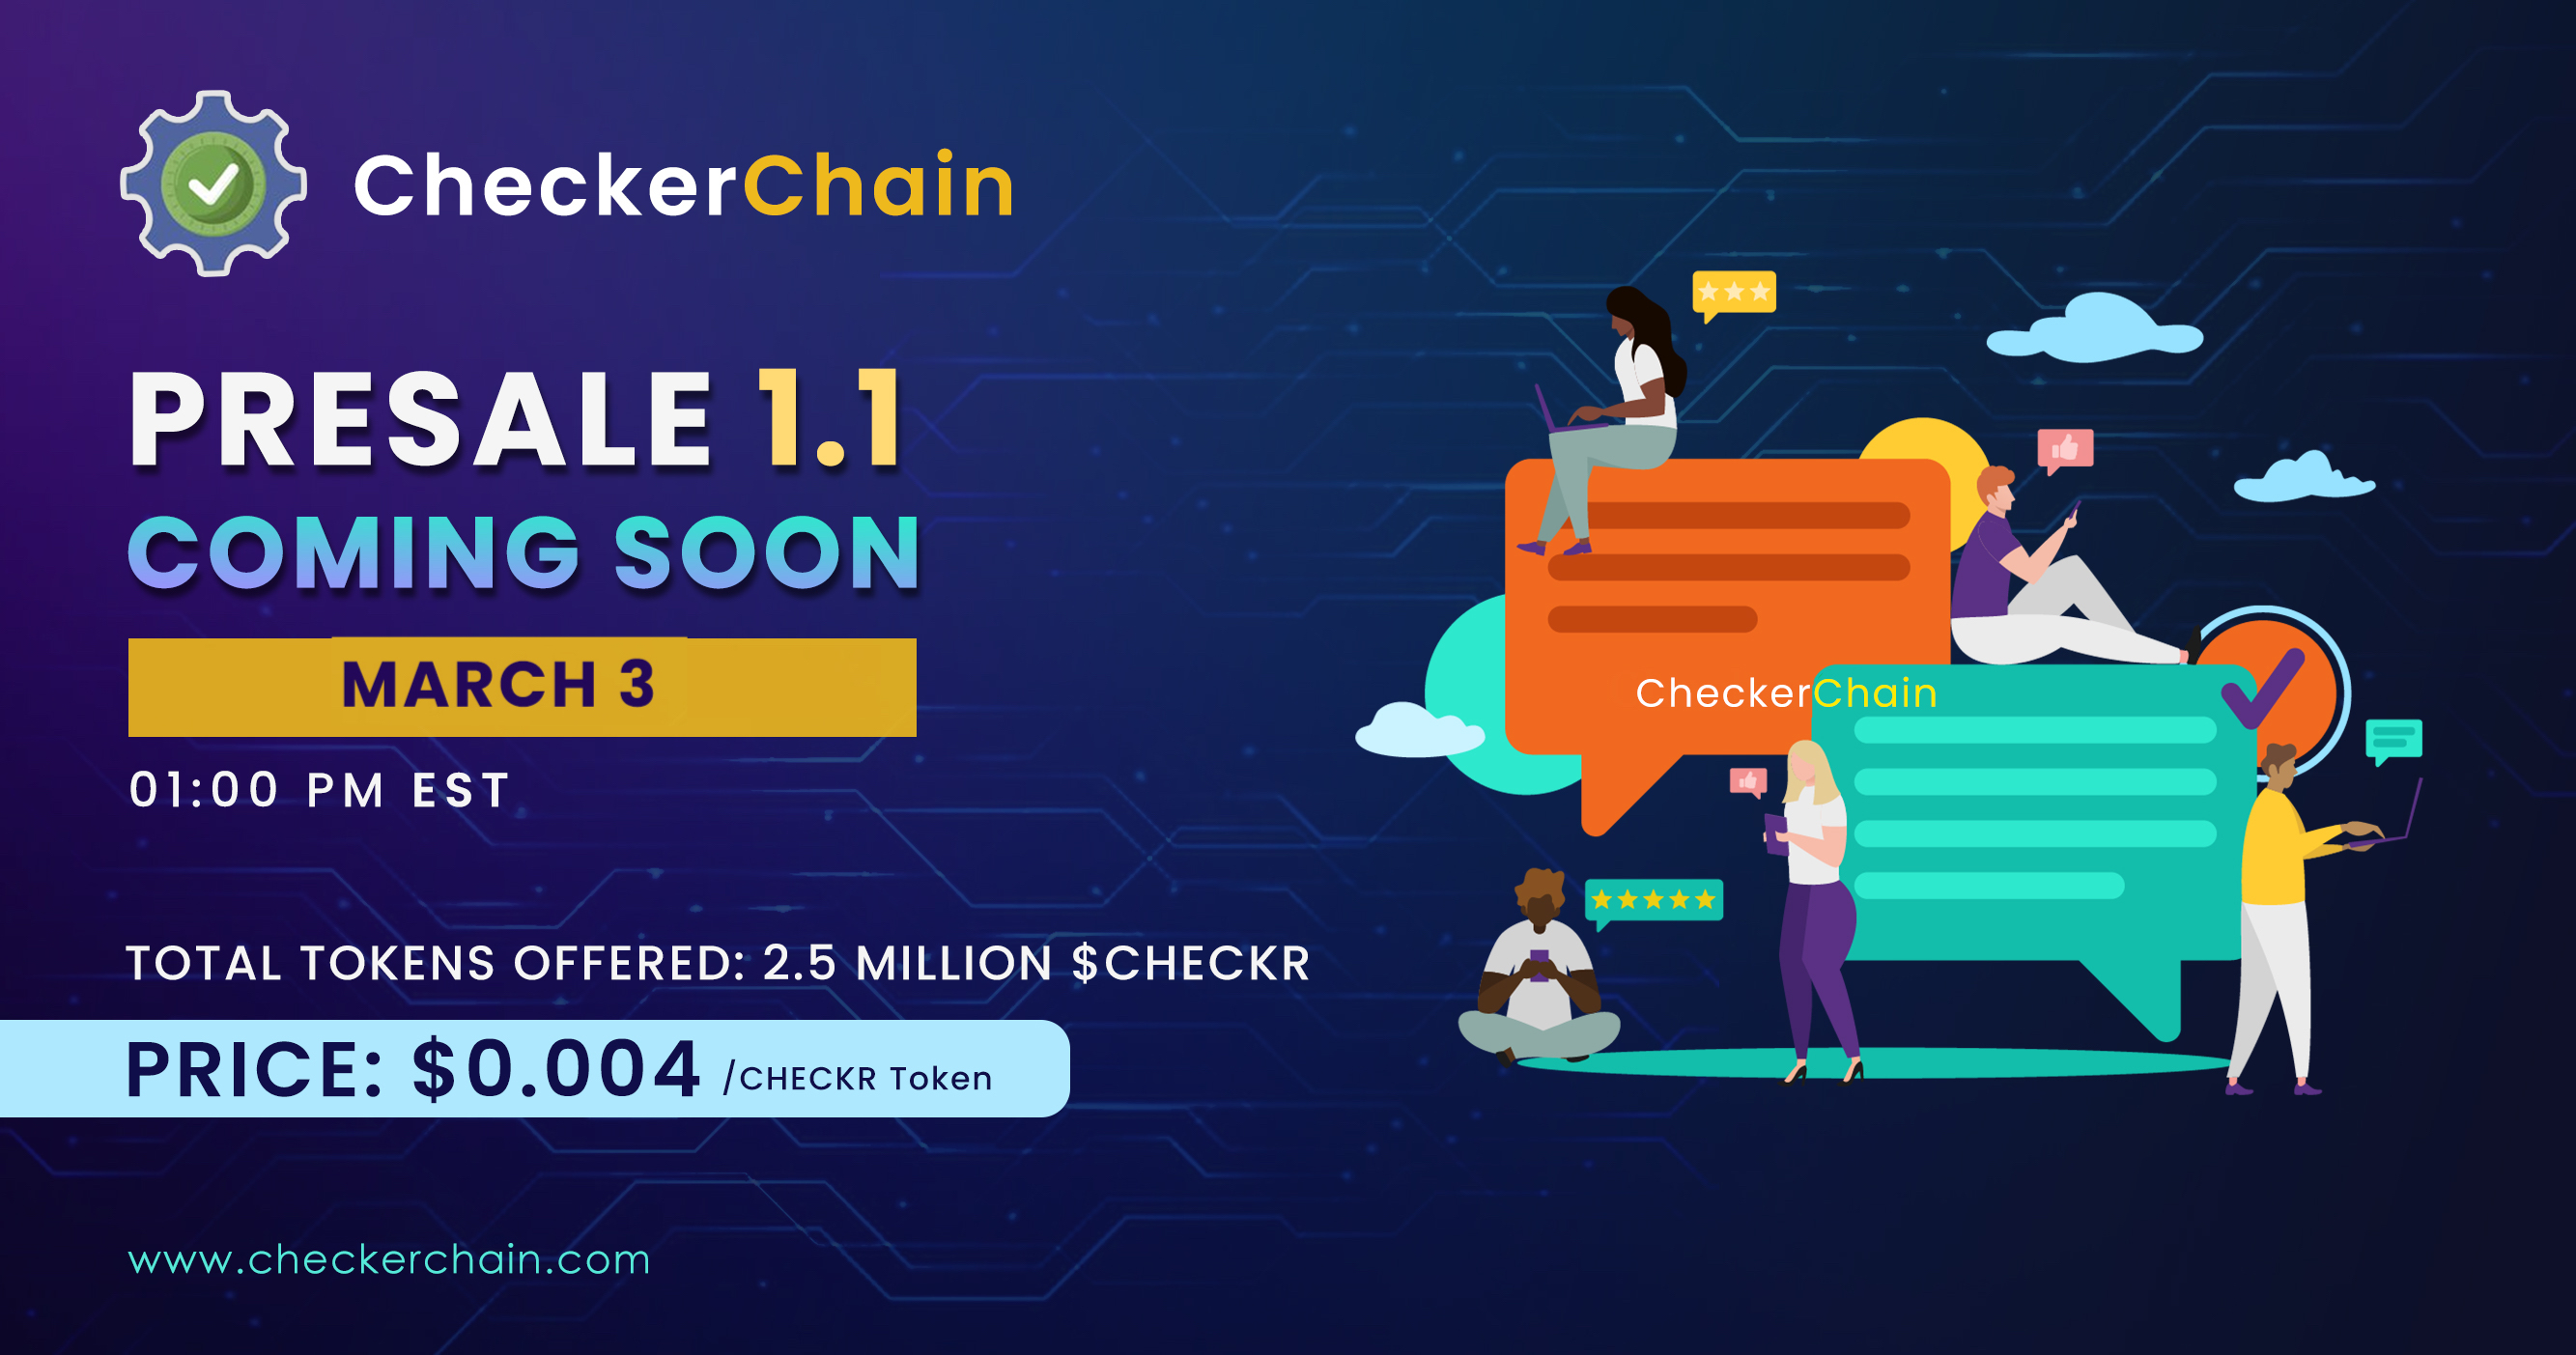 CheckerChain
PRESALE 1.1
COMING SOON
MARCH 3
01:00 PM EST
TOTAL TOKENS OFFERED: 2.5 MILLION $CHECKR
PRICE: $0.004 /CHECKR Token
www.checkerchain.com
CheckerChain